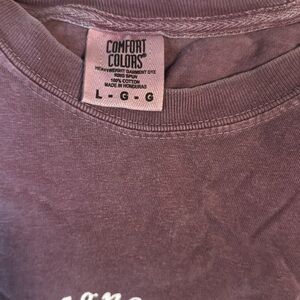 COMFORT
COLORS®
HEAVYWEIGHT GARMENT DYE
RING SPUN
100% COTTON
MADE IN HONDURAS
L - G - G